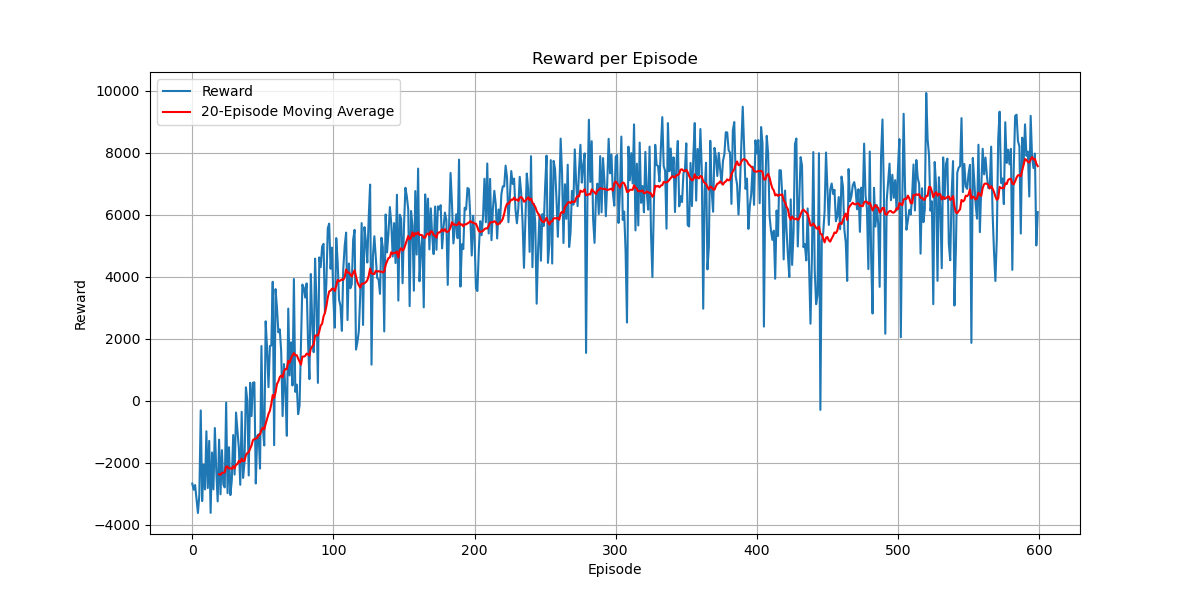 Reward per Episode
Reward
20-Episode Moving Average
10000
8000
6000
4000
2000
0
−2000
−4000
Reward
0 100 200 300 400 500 600
Episode